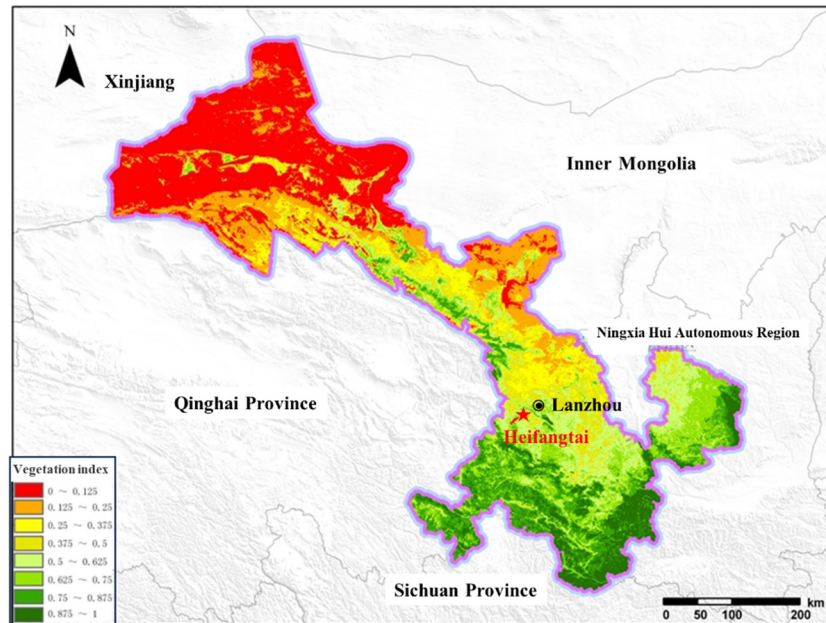 N
Xinjiang
Inner Mongolia
Ningxia Hui Autonomous Region
Qinghai Province
Lanzhou
Heifangtai
Vegetation index
0 ~ 0.125
0.125 ~ 0.25
0.25 ~ 0.375
0.375 ~ 0.5
0.5 ~ 0.625
0.625 ~ 0.75
0.75 ~ 0.875
0.875 ~ 1
Sichuan Province
km
0 50 100 200